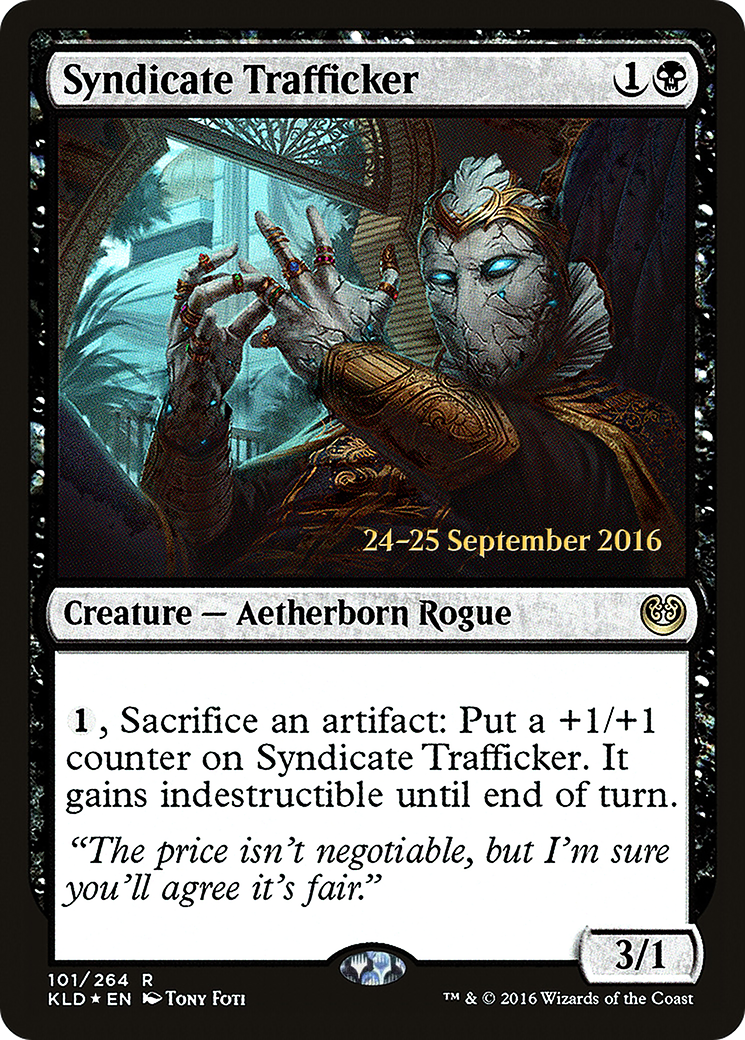 Syndicate Trafficker 1
24–25 September 2016
Creature — Aetherborn Rogue
1, Sacrifice an artifact: Put a +1/+1
counter on Syndicate Trafficker. It
gains indestructible until end of turn.
“The price isn’t negotiable, but I’m sure
you’ll agree it’s fair.”
3/1
101/264 R
KLD ★ EN Tony Foti
™ & © 2016 Wizards of the Coast